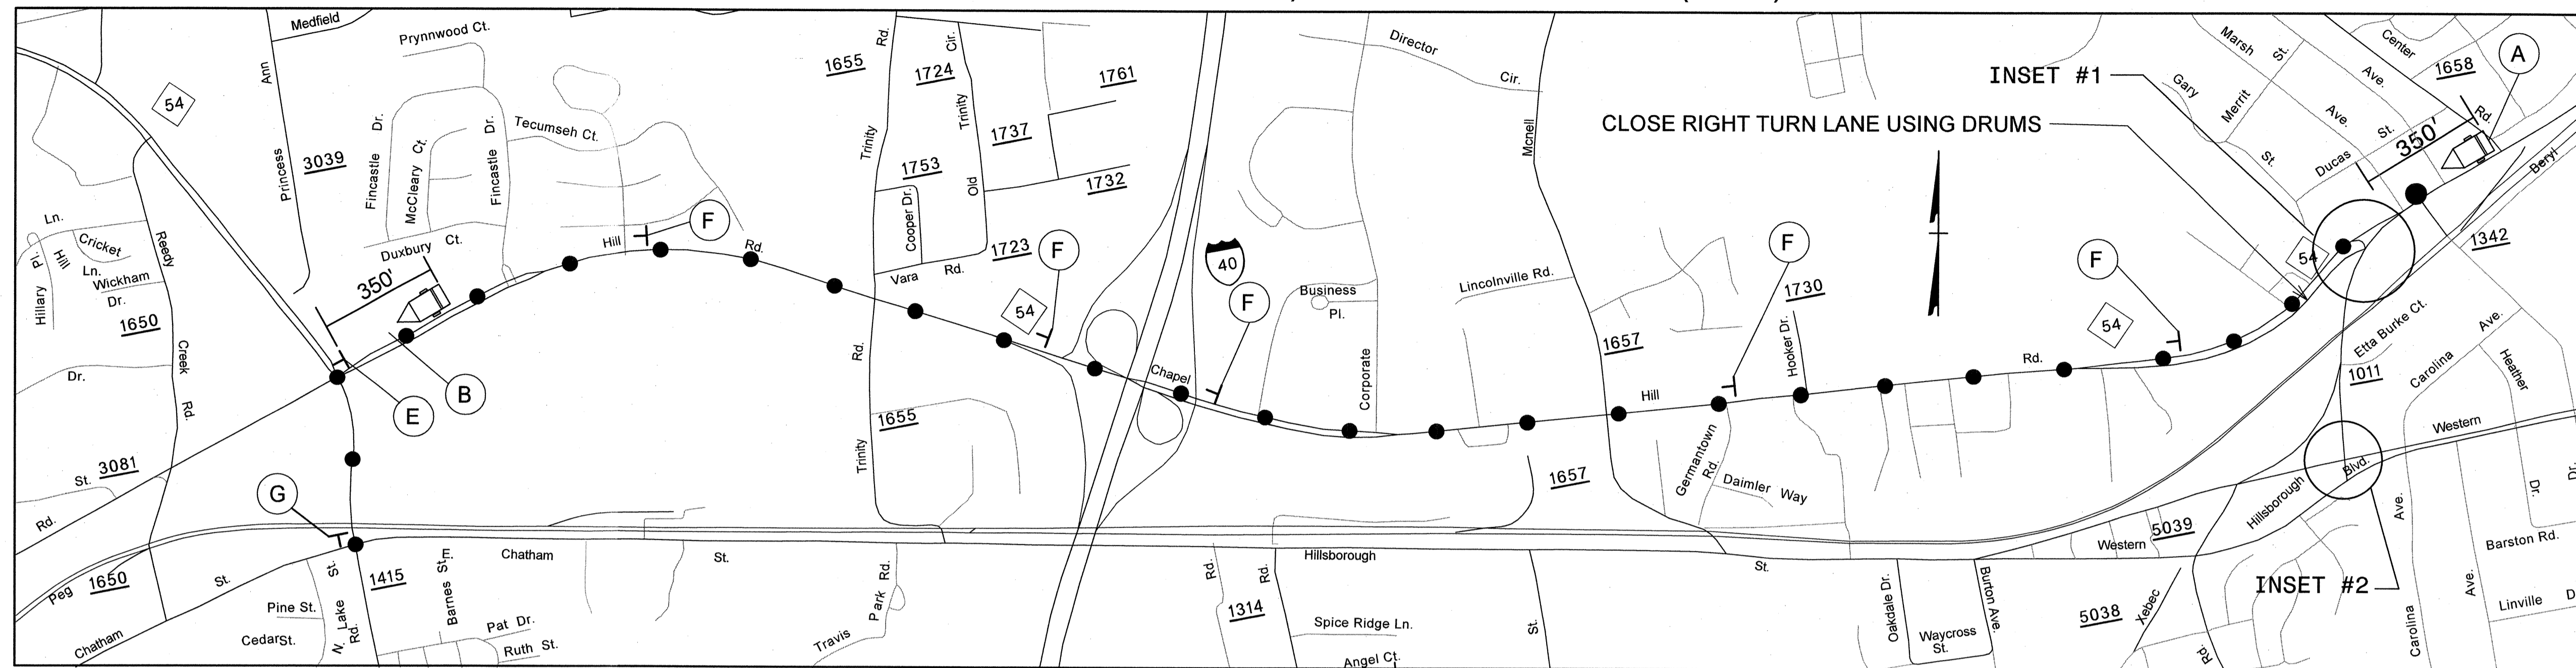 Medfield
Prynnwood Ct.
Ann
Princess
54
3039
Fincastle Dr.
McCleary Ct.
Fincastle Dr.
Tecumseh Ct.
Duxbury Ct.
350'
Ln.
Cricket
Ln.
Hill
Hillary Pl.
Wickham
Dr.
1650
Reedy
Creek
Rd.
Dr.
Hill
Rd.
F
B
E
G
St.
3081
Rd.
Peg
1650
St.
Chatham
Pine St.
Cedar St.
N. Lake
St.
Rd.
1415
E.
Barnes St.
Chatham
St.
Pat Dr.
Ruth St.
Travis
Park Rd.
1655
Rd.
Trinity
1724
Cir.
Trinity
Old
1761
1737
1753
1732
Cooper Dr.
1723
Vara Rd.
F
54
Rd.
1655
Trinity
Chapel
40
F
Director
Cir.
Mcnell
Business
Pl.
Corporate
Lincolnville Rd.
1657
1657
Hill
F
1730
Hooker Dr.
Germantown
Rd.
Daimler Way
Rd.
Rd.
1314
Hillsborough
St.
Spice Ridge Ln.
Angel Ct.
St.
INSET #1
CLOSE RIGHT TURN LANE USING DRUMS
F
54
Rd.
Marsh
Ave.
St.
Merrit
Gary
St.
Ave.
St.
Ducas
Center
1658
A
Rd.
350'
Beryl
54
1342
Etta Burke Ct.
1011
Carolina
Ave.
Heather
Dr.
Western
Blvd.
Hillsborough
5039
Western
Ave.
Carolina
Ave.
Barston Rd.
Linville D
Dr.
INSET #2
5038
Xebec
Rd.
Oakdale Dr.
Burton Ave.
Waycross
St.